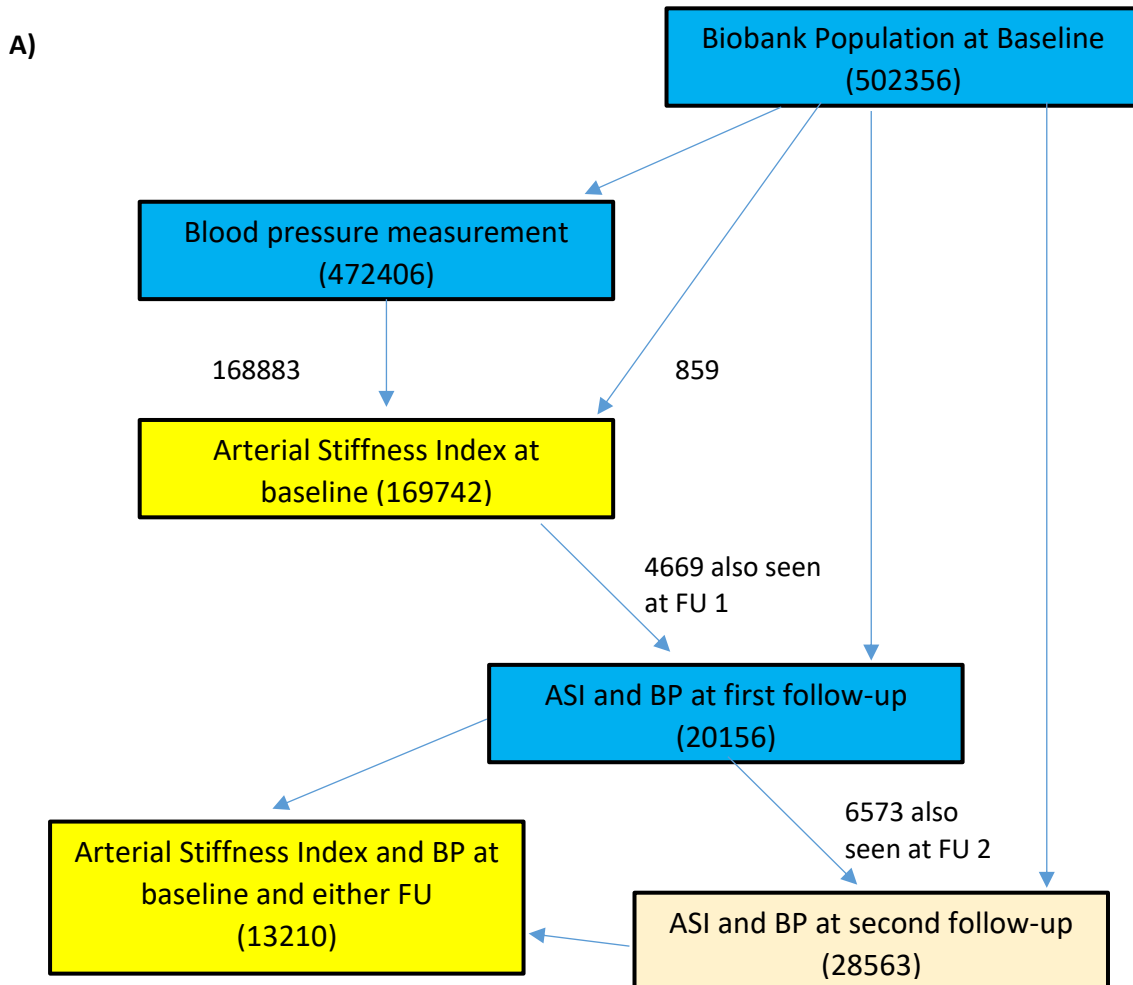 A)
Biobank Population at Baseline
(502356)
Blood pressure measurement
(472406)
168883
859
Arterial Stiffness Index at
baseline (169742)
4669 also seen
at FU 1
ASI and BP at first follow-up
(20156)
6573 also
seen at FU 2
Arterial Stiffness Index and BP at
baseline and either FU
(13210)
ASI and BP at second follow-up
(28563)